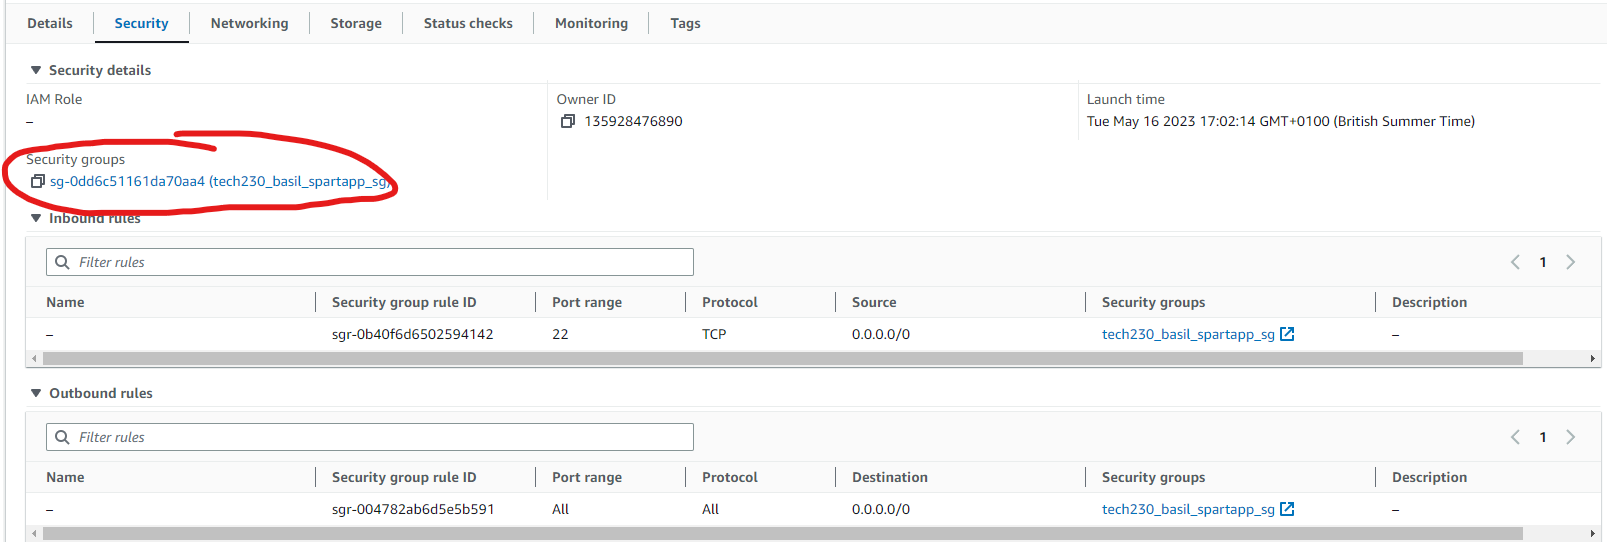 Details Security Networking Storage Status checks Monitoring Tags
Security details
IAM Role Owner ID Launch time
– 135928476890 Tue May 16 2023 17:02:14 GMT+0100 (British Summer Time)
Security groups
sg-0dd6c51161da70aa4 (tech230_basil_spartapp_sg)
Inbound rules
Filter rules 1
Name Security group rule ID Port range Protocol Source Security groups Description
– sgr-0b40f6d6502594142 22 TCP 0.0.0.0/0 tech230_basil_spartapp_sg –
Outbound rules
Filter rules 1
Name Security group rule ID Port range Protocol Destination Security groups Description
– sgr-004782ab6d5e5b591 All All 0.0.0.0/0 tech230_basil_spartapp_sg –